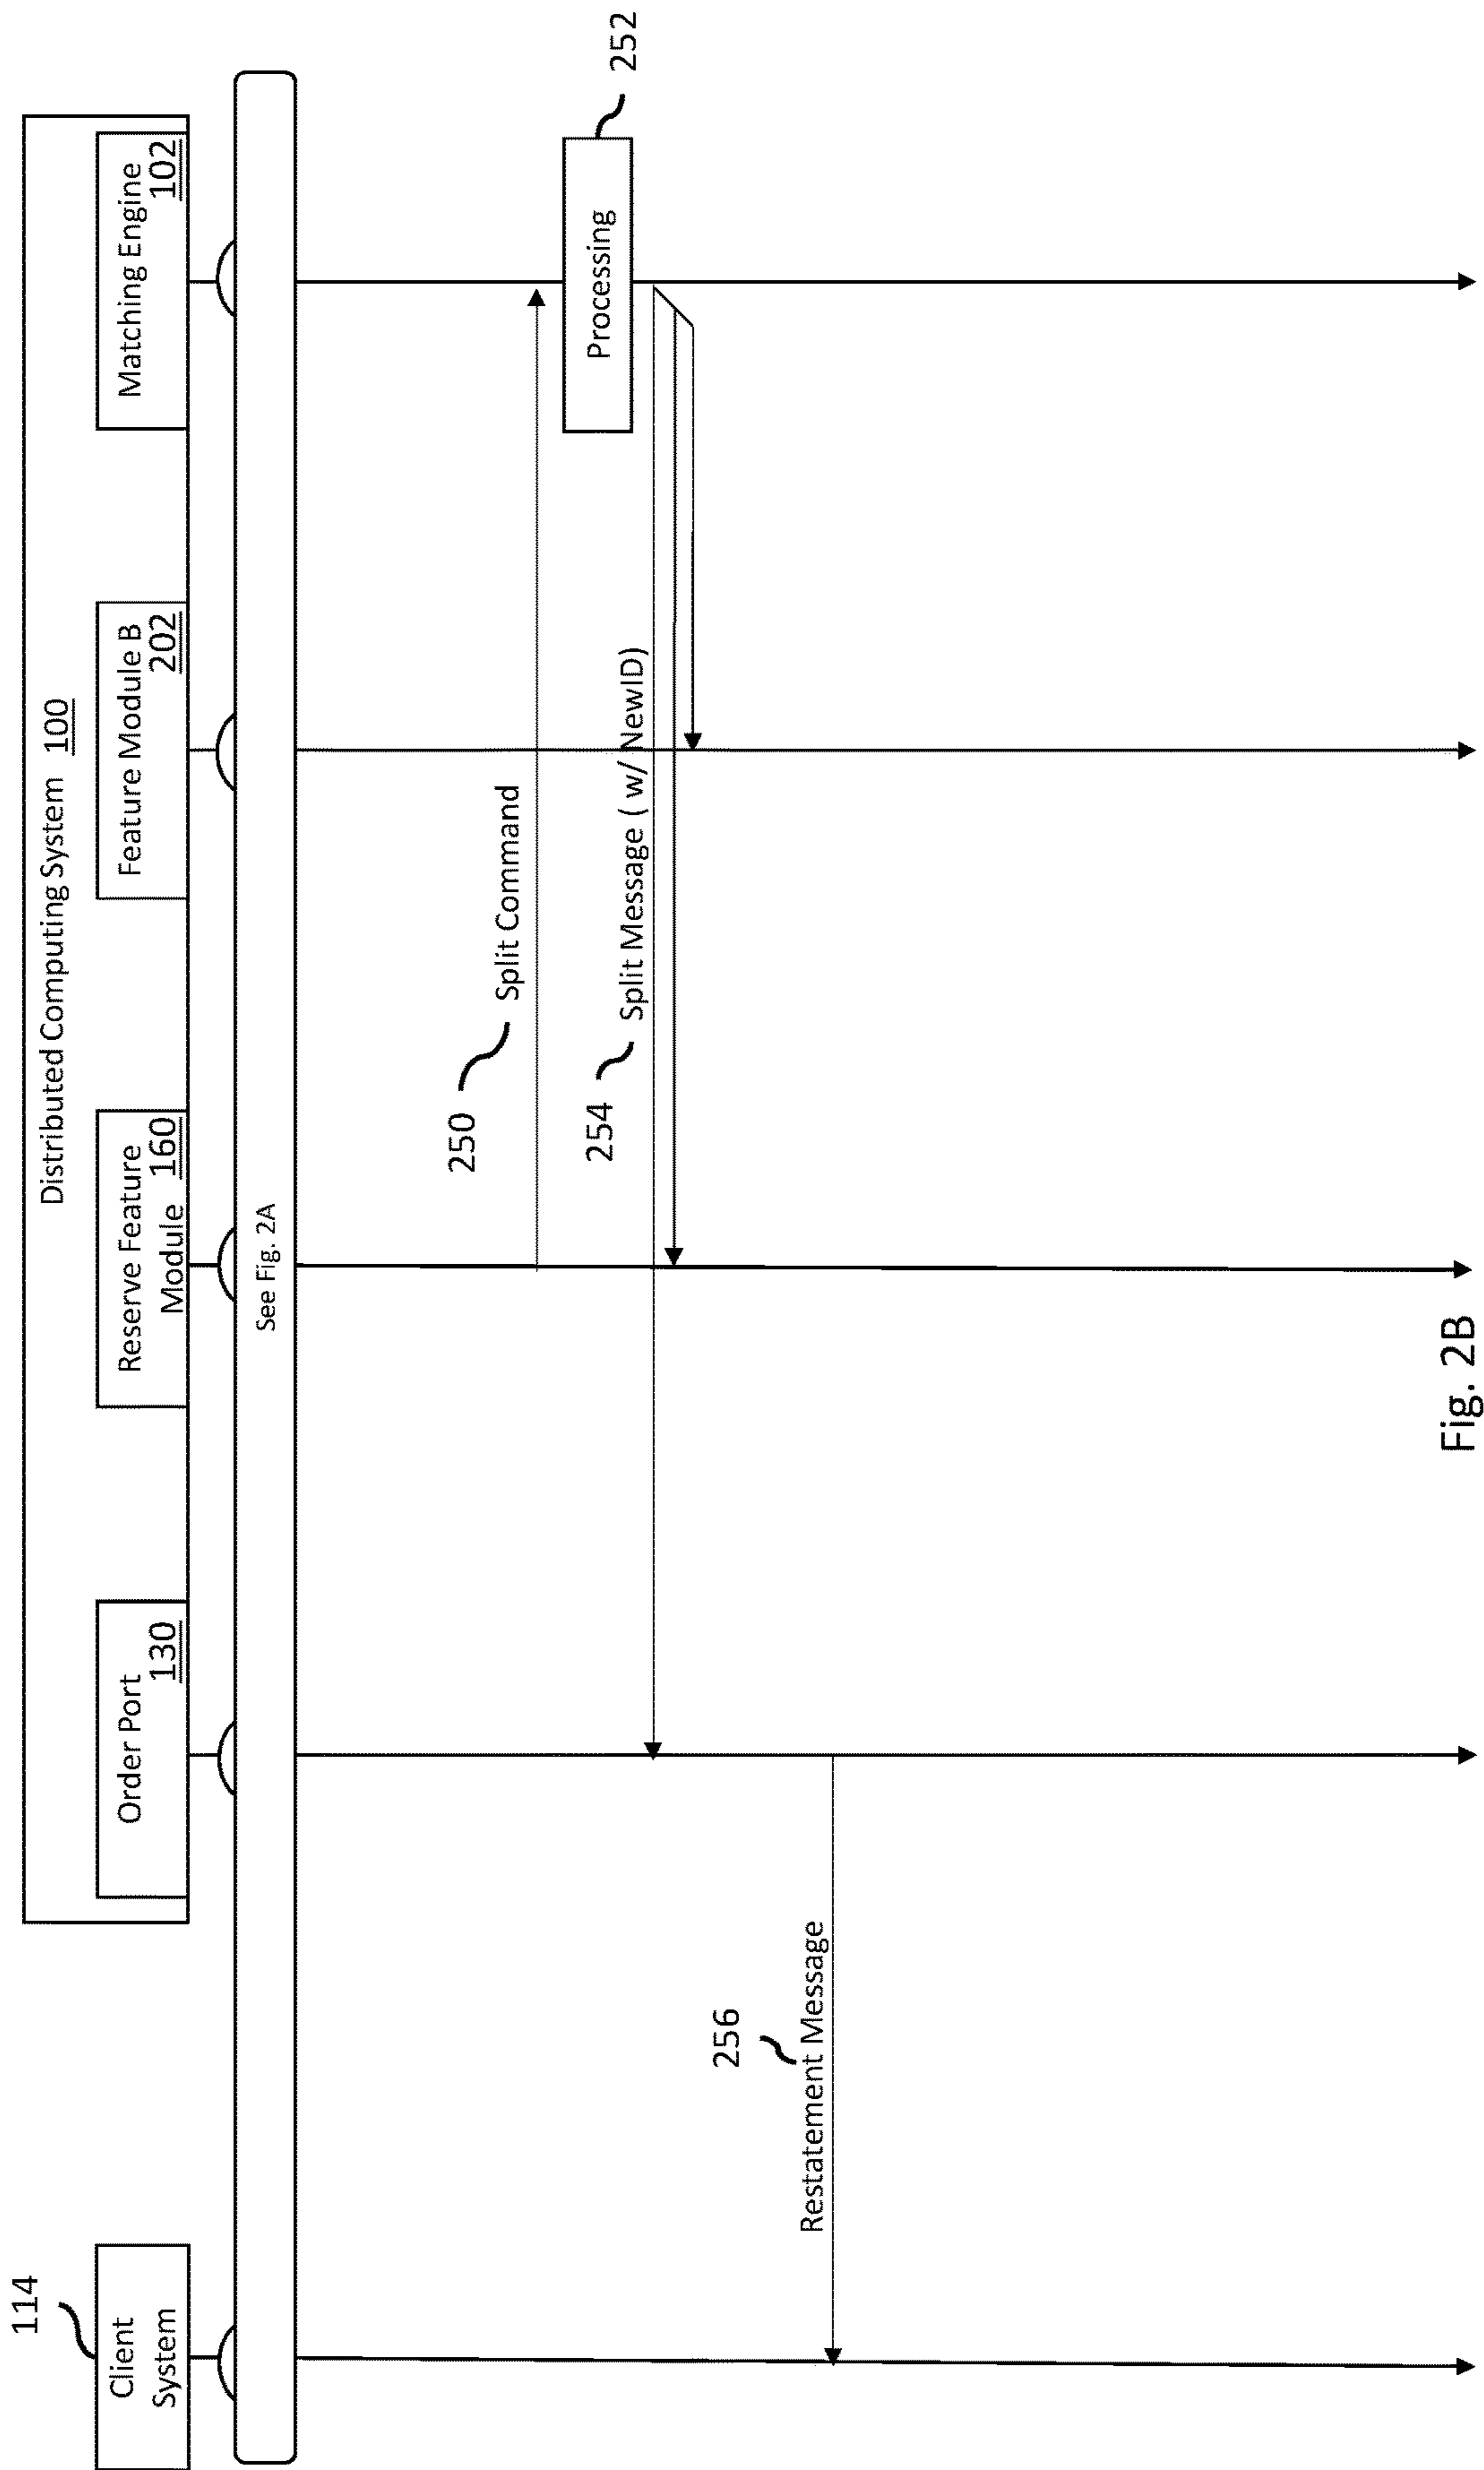 Distributed Computing System 100
114
Client
System
Order Port
130
Reserve Feature
Module 160
Feature Module B
202
Matching Engine
102
See Fig. 2A
250
Split Command
Processing
252
254
Split Message ( w/ NewID)
256
Restatement Message
Fig. 2B